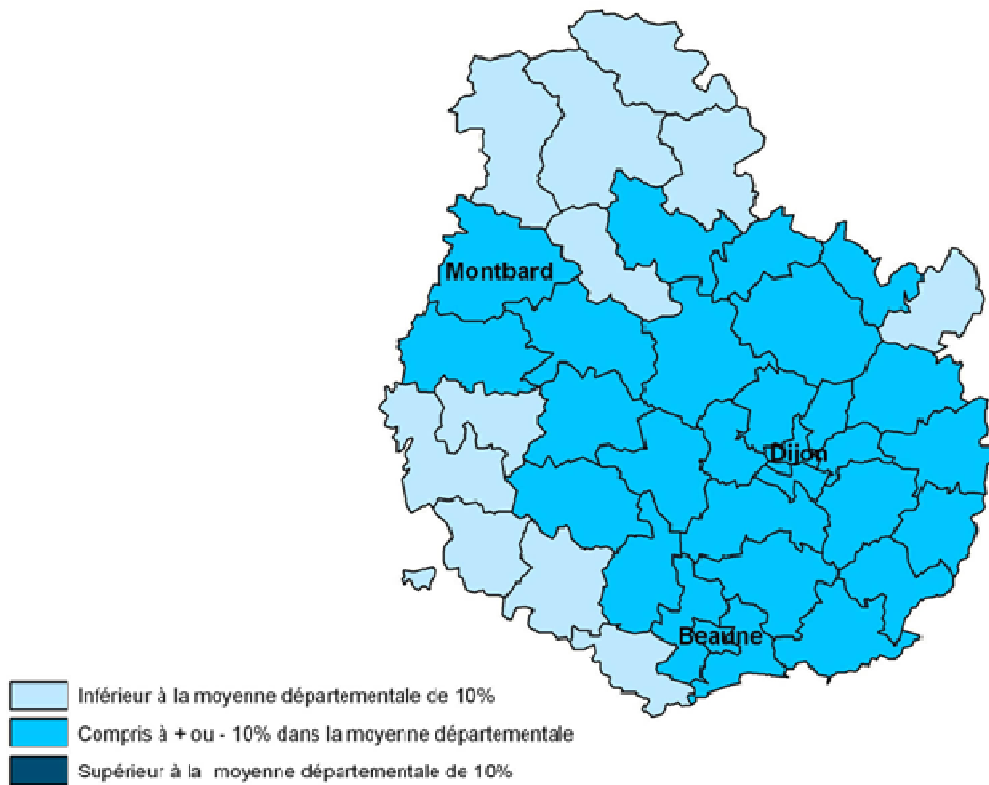 Montbard
Dijon
Beaune
Inférieur à la moyenne départementale de 10%
Compris à + ou - 10% dans la moyenne départementale
Supérieur à la moyenne départementale de 10%